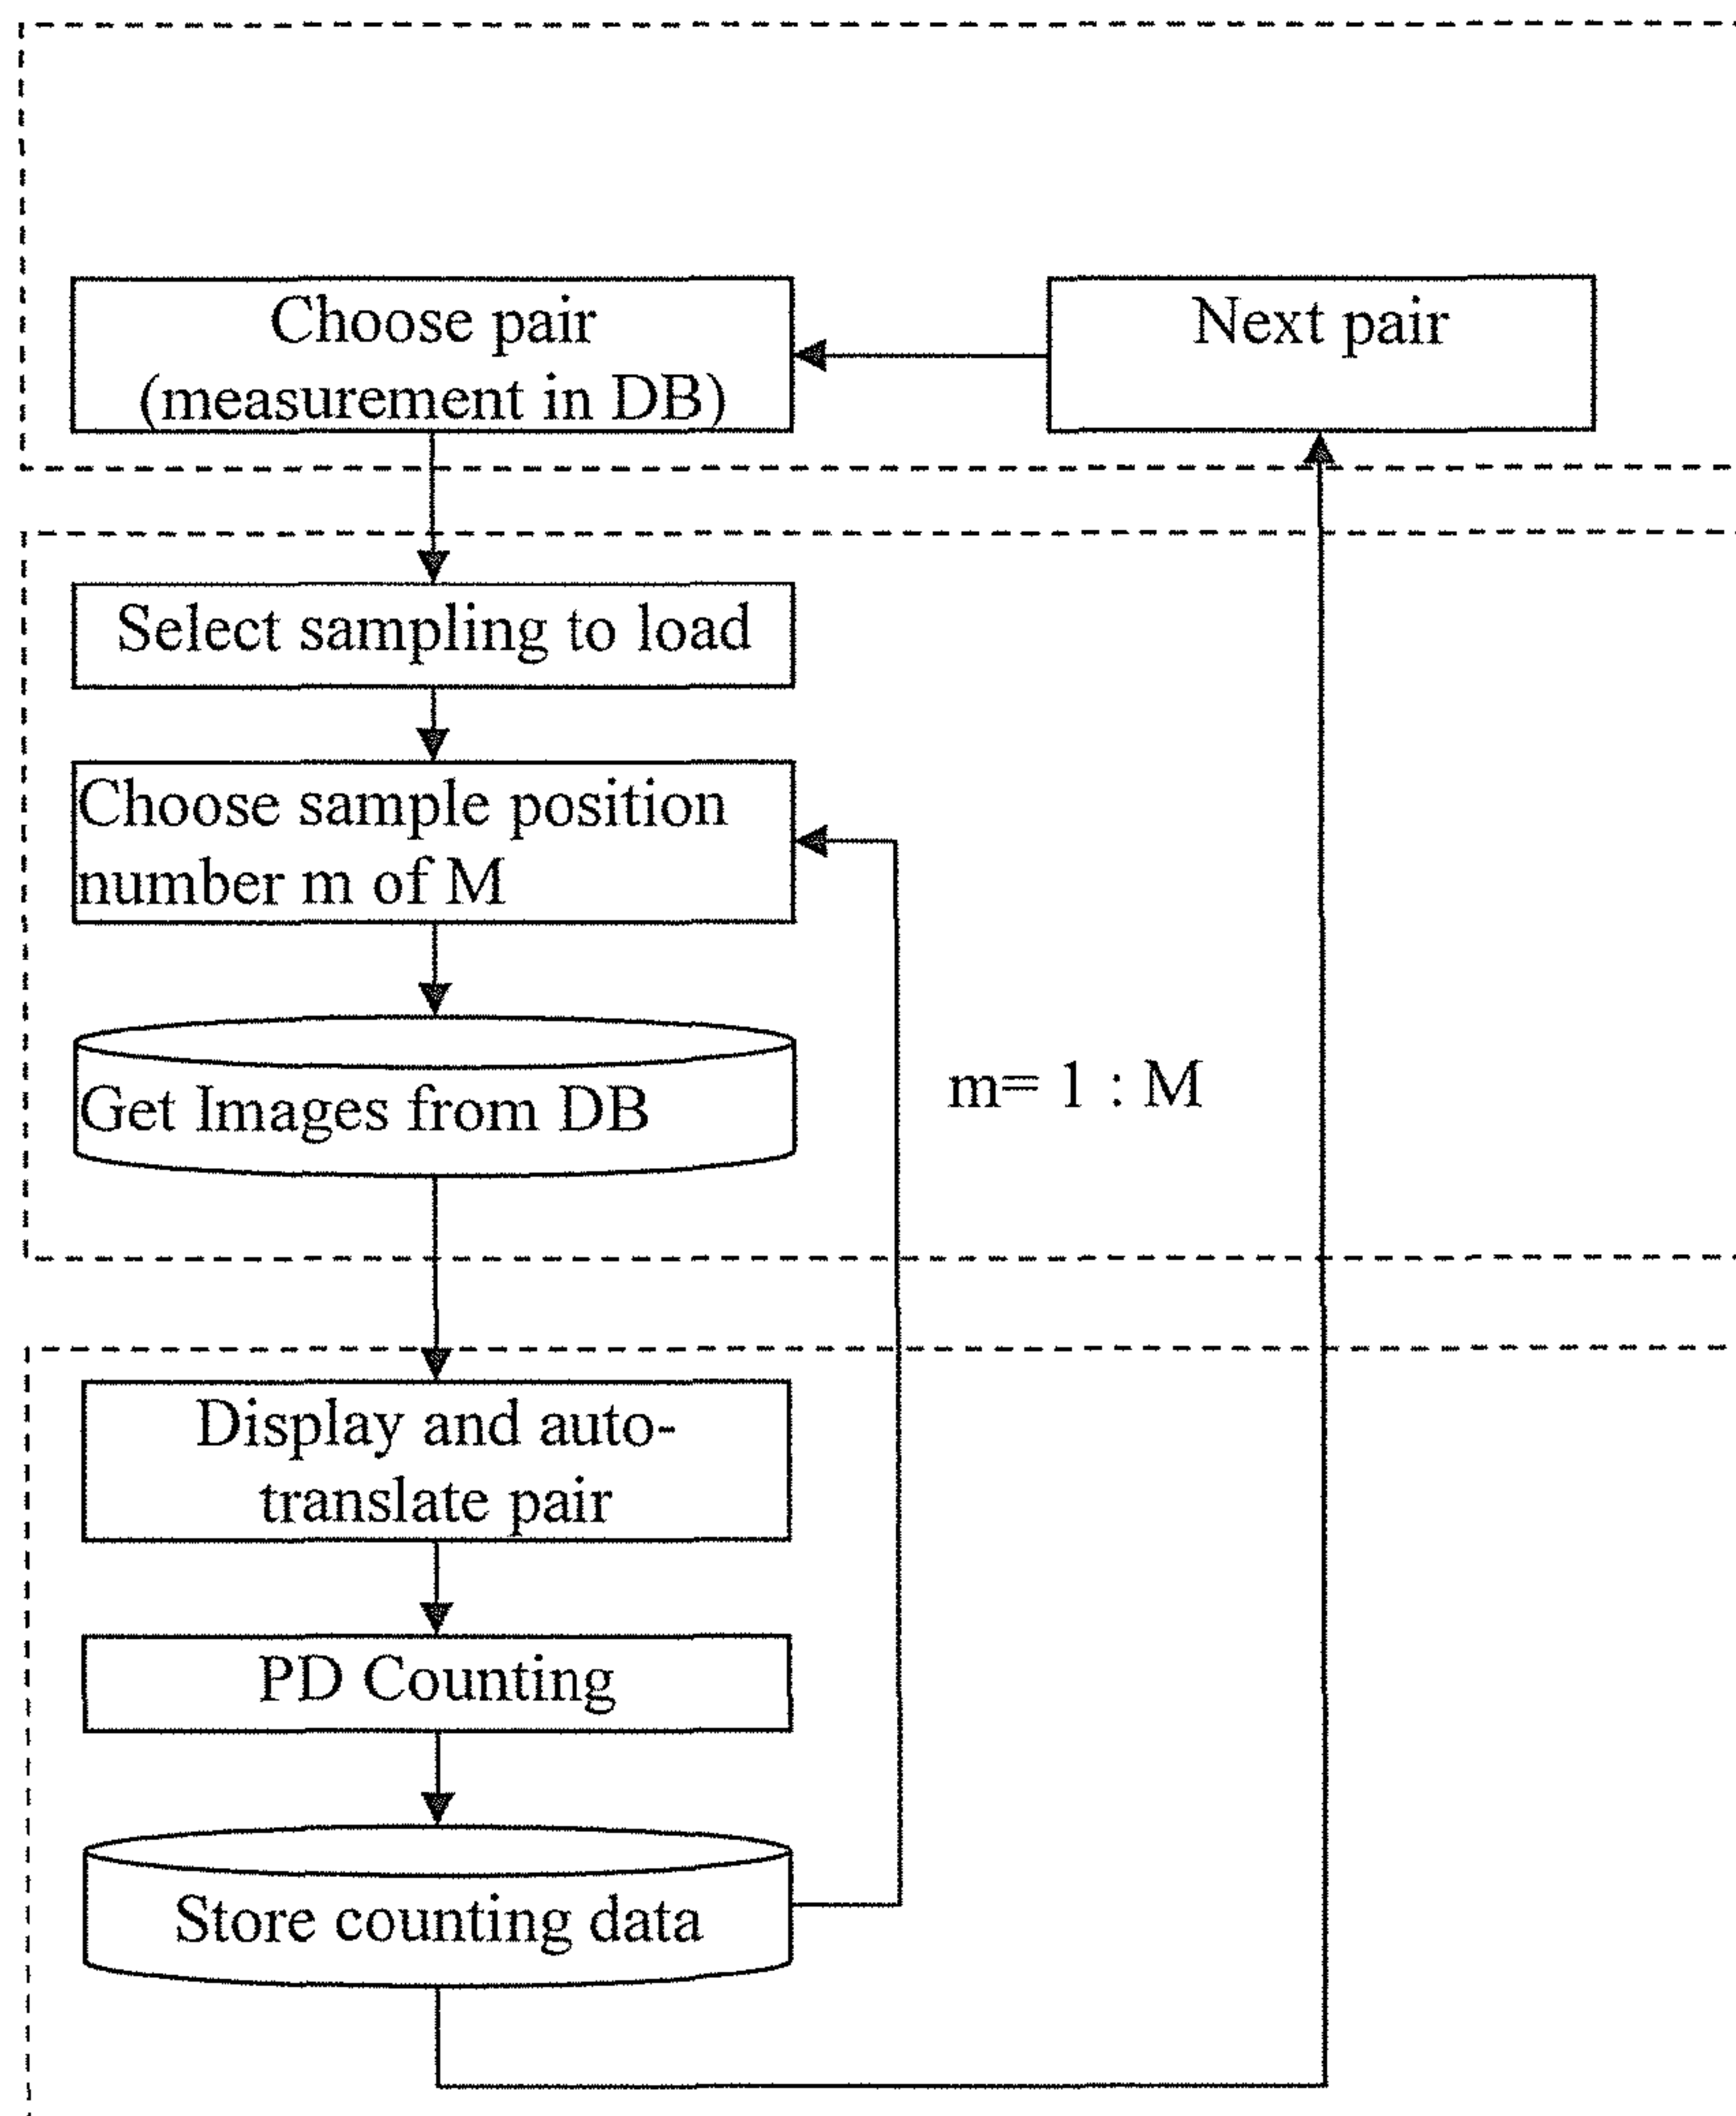 Choose pair
(measurement in DB)
Next pair
Select sampling to load
Choose sample position
number m of M
Get Images from DB
m= 1 : M
Display and auto-
translate pair
PD Counting
Store counting data